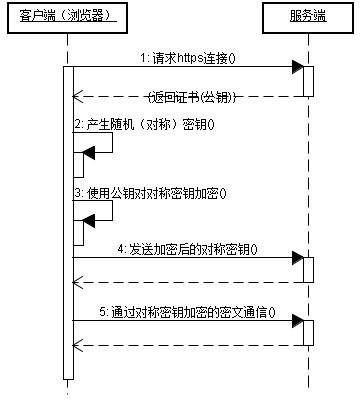 客户端（浏览器）
服务端
1: 请求https连接()
(返回证书(公钥))
2: 产生随机（对称）密钥()
3: 使用公钥对对称密钥加密()
4: 发送加密后的对称密钥()
5: 通过对称密钥加密的密文通信()